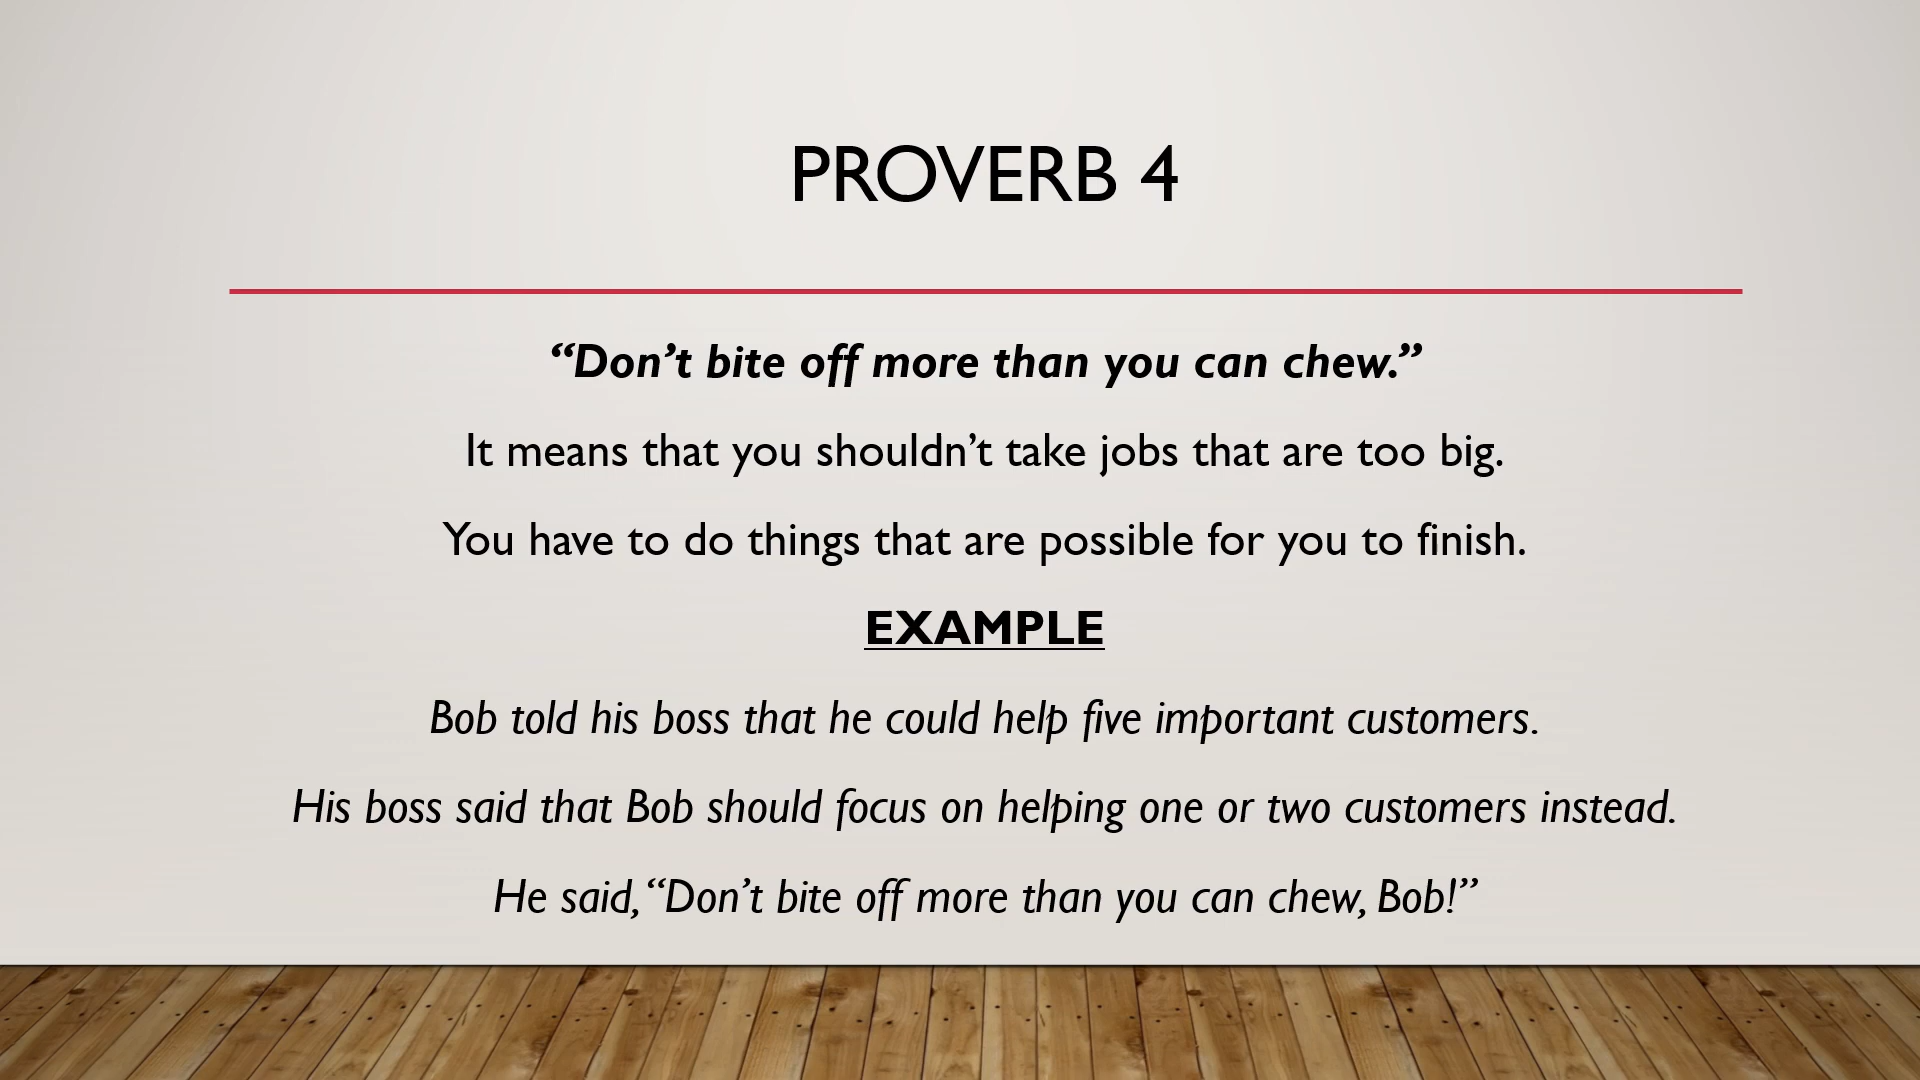 PROVERB 4
“Don’t bite off more than you can chew.”
It means that you shouldn’t take jobs that are too big.
You have to do things that are possible for you to finish.
EXAMPLE
Bob told his boss that he could help five important customers.
His boss said that Bob should focus on helping one or two customers instead.
He said, “Don’t bite off more than you can chew, Bob!”